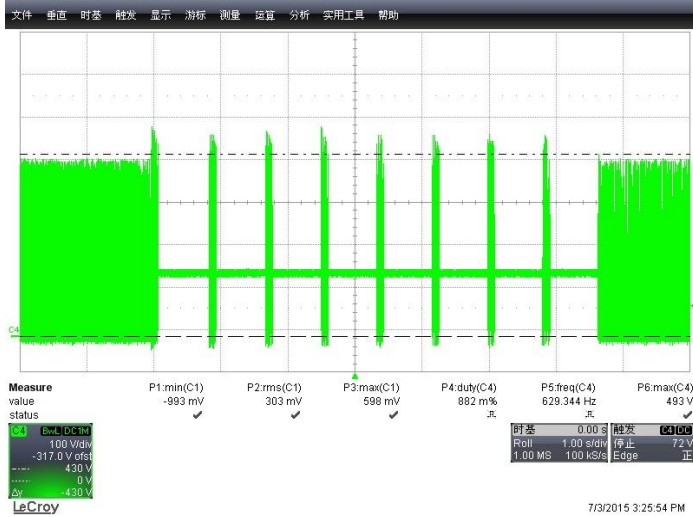 文件 垂直 时基 触发 显示 游标 测量 运算 分析 实用工具 帮助
C4
Measure P1:min(C1) P2:rms(C1) P3:max(C1) P4:duty(C4) P5:freq(C4) P6:max(C4)
value -993 mV 303 mV 598 mV 882 m% 629.344 Hz 493 V
status
C4 BwL DC1M
100 V/div
-317.0 V ofst
430 V
0 V
Δy -430 V
时基 0.00 s
Roll 1.00 s/div
1.00 MS 100 kS/s
触发 C4 DC
停止 72 V
Edge 正
LeCroy
7/3/2015 3:25:54 PM